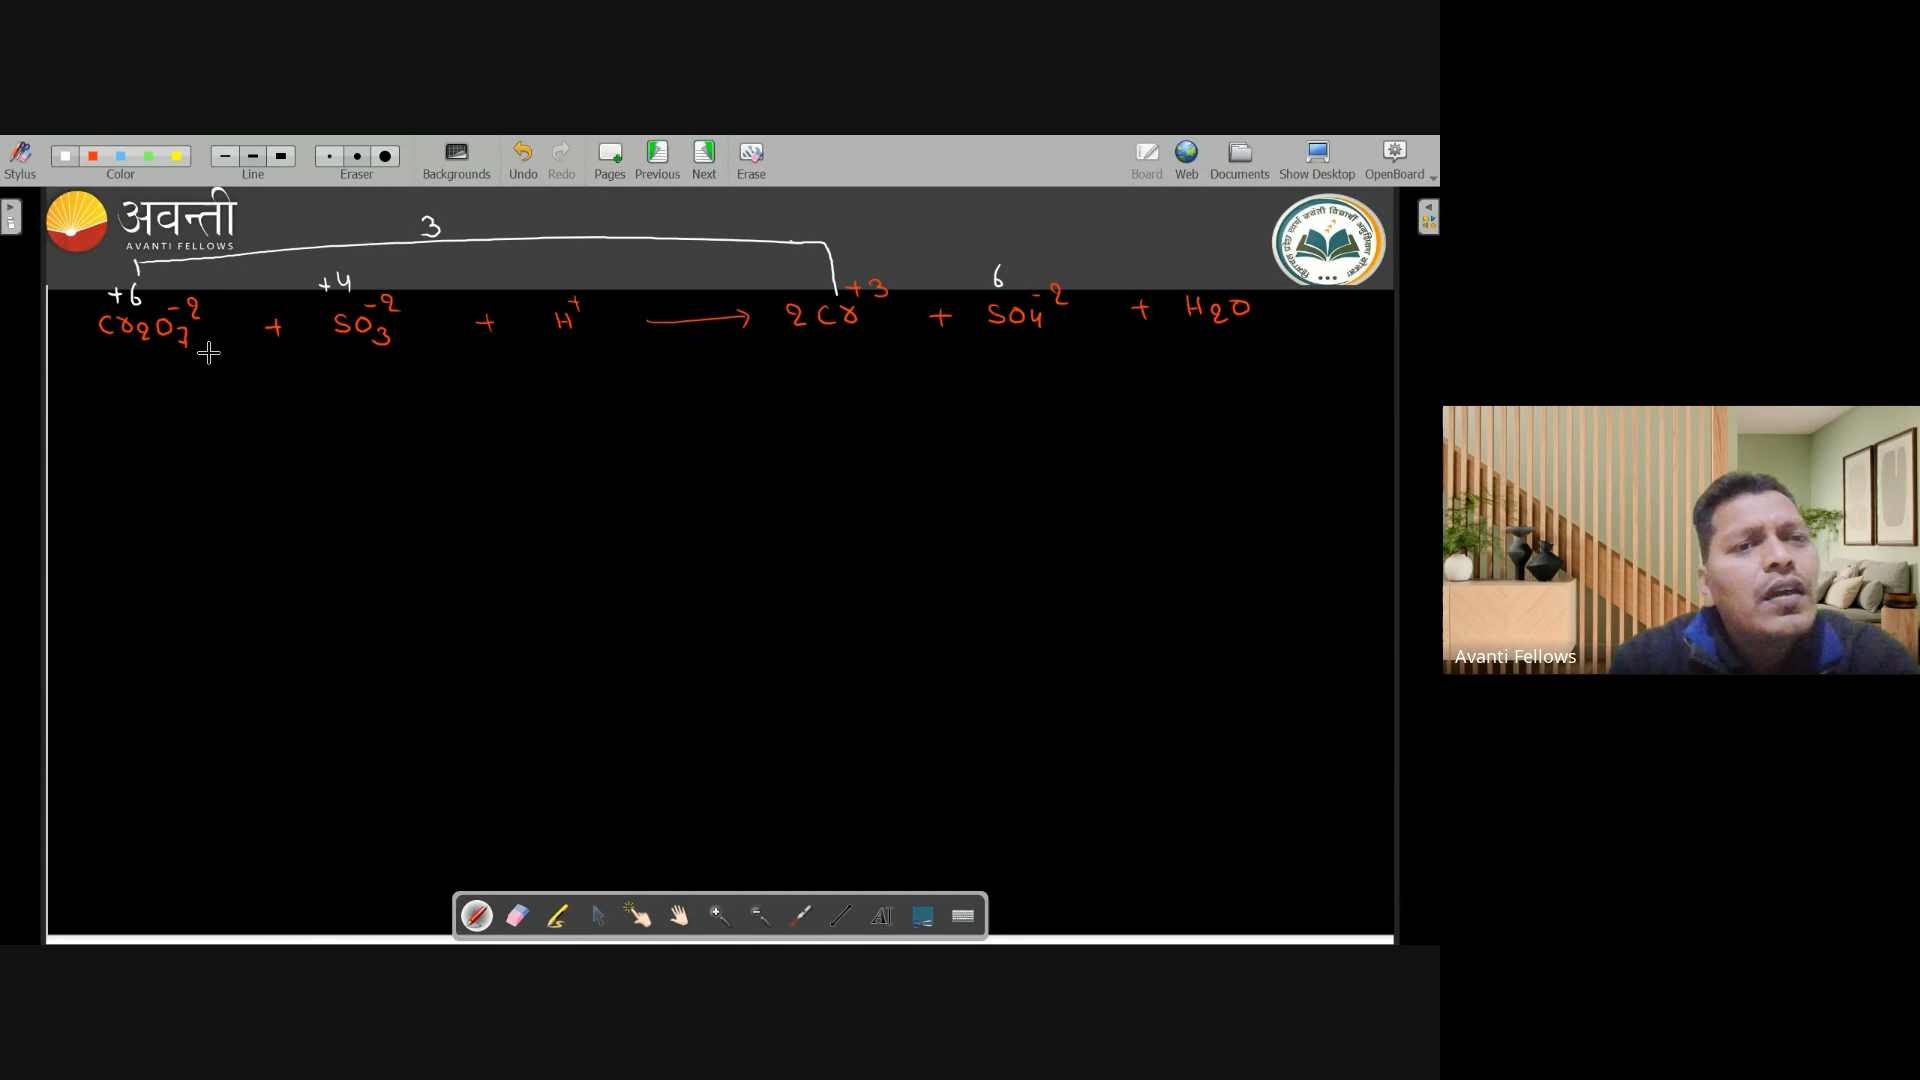 Stylus Color Line Eraser Backgrounds Undo Redo Pages Previous Next Erase Board Web Documents Show Desktop OpenBoard
अवन्ती
AVANTI FELLOWS
3
+6 +4 6
Cr2O7^-2 + SO3^-2 + H^+ ⟶ 2Cr^+3 + SO4^-2 + H2O
Avanti Fellows